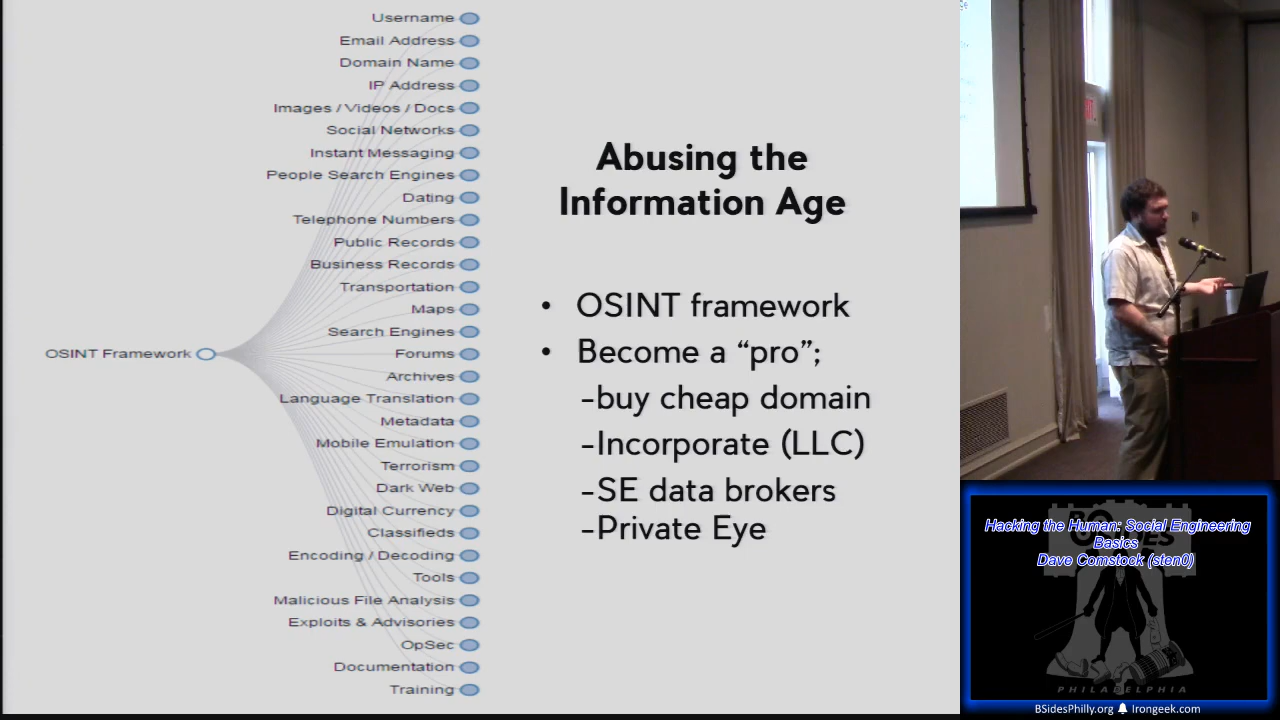 Username
Email Address
Domain Name
IP Address
Images / Videos / Docs
Social Networks
Instant Messaging
People Search Engines
Dating
Telephone Numbers
Public Records
Business Records
Transportation
Maps
Search Engines
OSINT Framework
Forums
Archives
Language Translation
Metadata
Mobile Emulation
Terrorism
Dark Web
Digital Currency
Classifieds
Encoding / Decoding
Tools
Malicious File Analysis
Exploits & Advisories
OpSec
Documentation
Training
Abusing the
Information Age
• OSINT framework
• Become a “pro”;
-buy cheap domain
-Incorporate (LLC)
-SE data brokers
-Private Eye
Hacking the Human: Social Engineering
Basics
Dave Comstock (sten0)
PHILADELPHIA
BSidesPhilly.org Irongeek.com